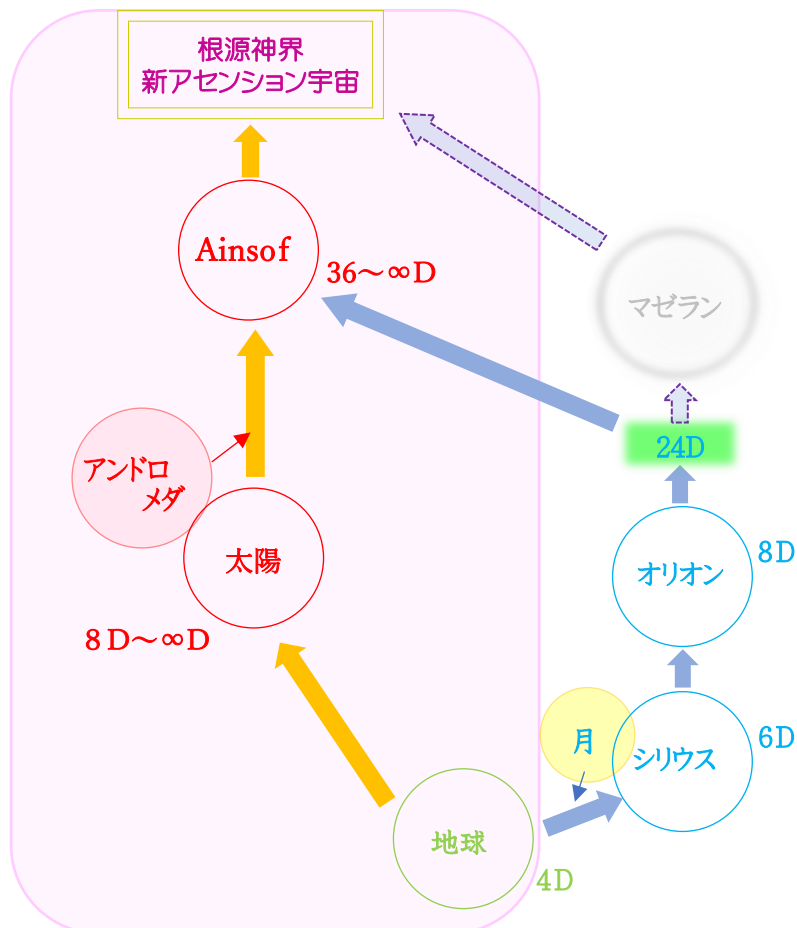 根源神界
新アセンション宇宙
Ainsof
36～∞D
マゼラン
24D
アンドロ
メダ
太陽
8D～∞D
オリオン
8D
月
シリウス
6D
地球
4D